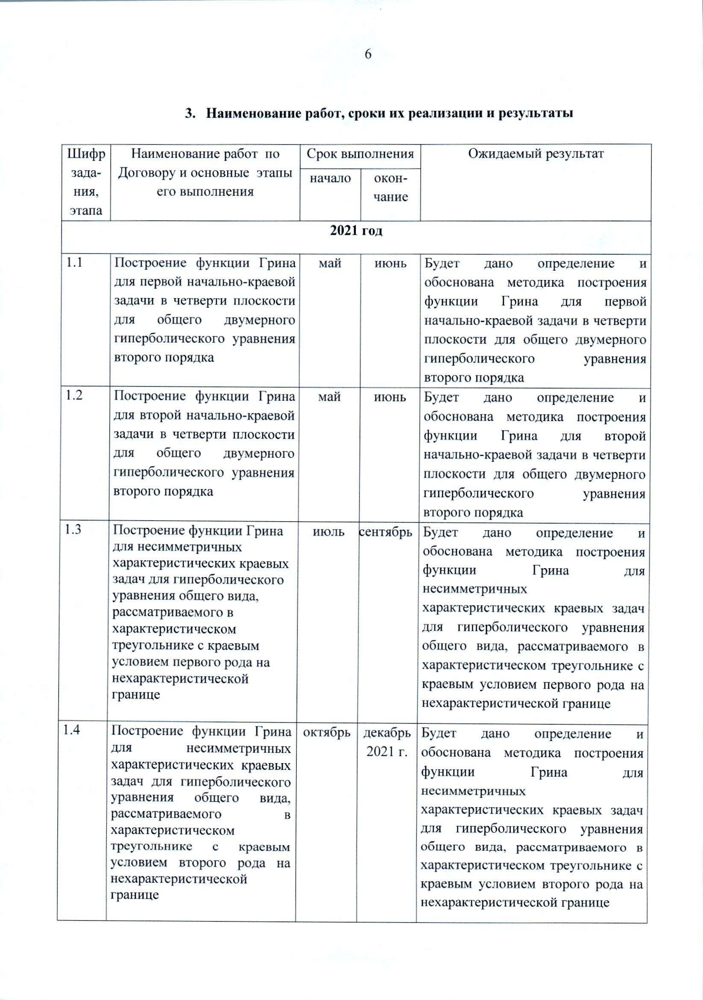 6
3. Наименование работ, сроки их реализации и результаты
Шифр
зада-
ния,
этапа
Наименование работ по
Договору и основные этапы
его выполнения
Срок выполнения
начало
окон-
чание
Ожидаемый результат
2021 год
1.1
Построение функции Грина
для первой начально-краевой
задачи в четверти плоскости
для общего двумерного
гиперболического уравнения
второго порядка
май
июнь
Будет дано определение и
обоснована методика построения
функции Грина для первой
начально-краевой задачи в четверти
плоскости для общего двумерного
гиперболического уравнения
второго порядка
1.2
Построение функции Грина
для второй начально-краевой
задачи в четверти плоскости
для общего двумерного
гиперболического уравнения
второго порядка
май
июнь
Будет дано определение и
обоснована методика построения
функции Грина для второй
начально-краевой задачи в четверти
плоскости для общего двумерного
гиперболического уравнения
второго порядка
1.3
Построение функции Грина
для несимметричных
характеристических краевых
задач для гиперболического
уравнения общего вида,
рассматриваемого в
характеристическом
треугольнике с краевым
условием первого рода на
нехарактеристической
границе
июль
сентябрь
Будет дано определение и
обоснована методика построения
функции Грина для
несимметричных
характеристических краевых задач
для гиперболического уравнения
общего вида, рассматриваемого в
характеристическом треугольнике с
краевым условием первого рода на
нехарактеристической границе
1.4
Построение функции Грина
для несимметричных
характеристических краевых
задач для гиперболического
уравнения общего вида,
рассматриваемого в
характеристическом
треугольнике с краевым
условием второго рода на
нехарактеристической
границе
октябрь
декабрь
2021 г.
Будет дано определение и
обоснована методика построения
функции Грина для
несимметричных
характеристических краевых задач
для гиперболического уравнения
общего вида, рассматриваемого в
характеристическом треугольнике с
краевым условием второго рода на
нехарактеристической границе